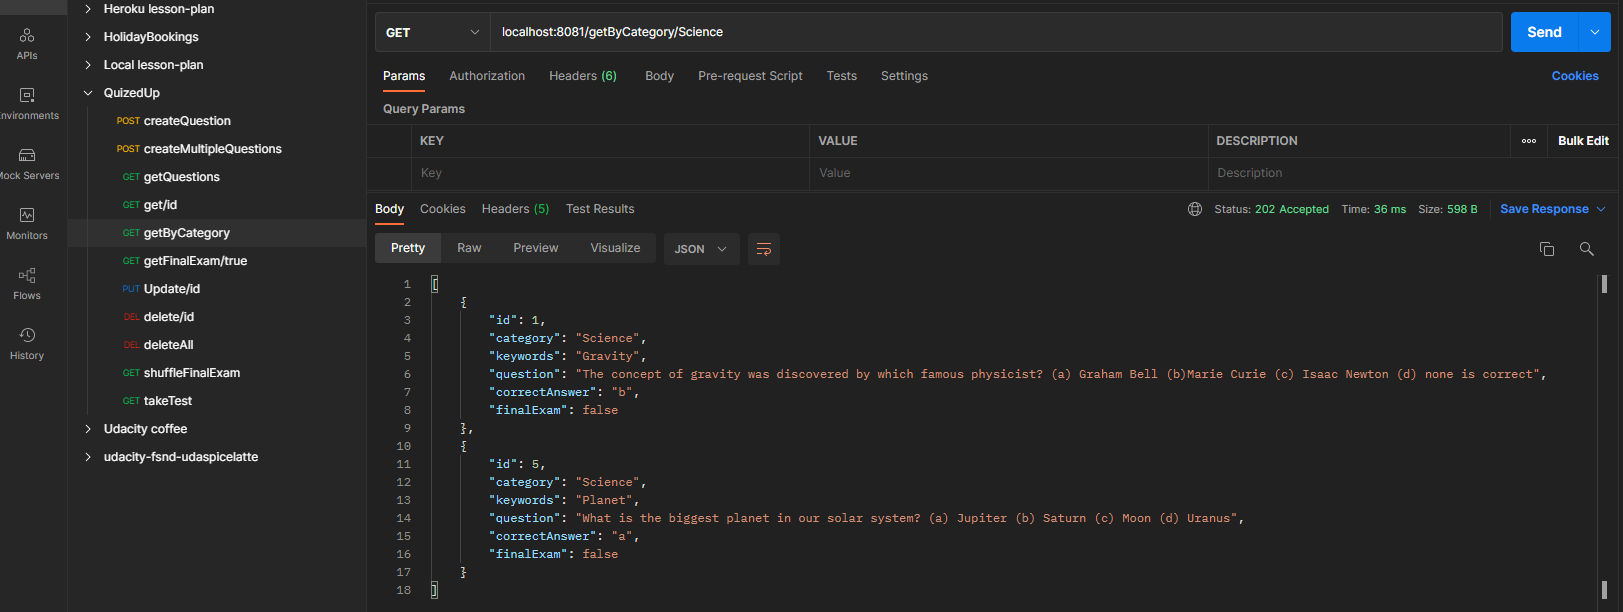 APIs
nvironments
Mock Servers
Monitors
Flows
History
Heroku lesson-plan
HolidayBookings
Local lesson-plan
QuizedUp
POST createQuestion
POST createMultipleQuestions
GET getQuestions
GET get/id
GET getByCategory
GET getFinalExam/true
PUT Update/id
DEL delete/id
DEL deleteAll
GET shuffleFinalExam
GET takeTest
Udacity coffee
udacity-fsnd-udaspicelatte
GET localhost:8081/getByCategory/Science Send
Params Authorization Headers (6) Body Pre-request Script Tests Settings Cookies
Query Params
KEY VALUE DESCRIPTION ooo Bulk Edit
Key Value Description
Body Cookies Headers (5) Test Results Status: 202 Accepted Time: 36 ms Size: 598 B Save Response
Pretty Raw Preview Visualize JSON
1 [
2 {
3 "id": 1,
4 "category": "Science",
5 "keywords": "Gravity",
6 "question": "The concept of gravity was discovered by which famous physicist? (a) Graham Bell (b)Marie Curie (c) Isaac Newton (d) none is correct",
7 "correctAnswer": "b",
8 "finalExam": false
9 },
10 {
11 "id": 5,
12 "category": "Science",
13 "keywords": "Planet",
14 "question": "What is the biggest planet in our solar system? (a) Jupiter (b) Saturn (c) Moon (d) Uranus",
15 "correctAnswer": "a",
16 "finalExam": false
17 }
18 ]